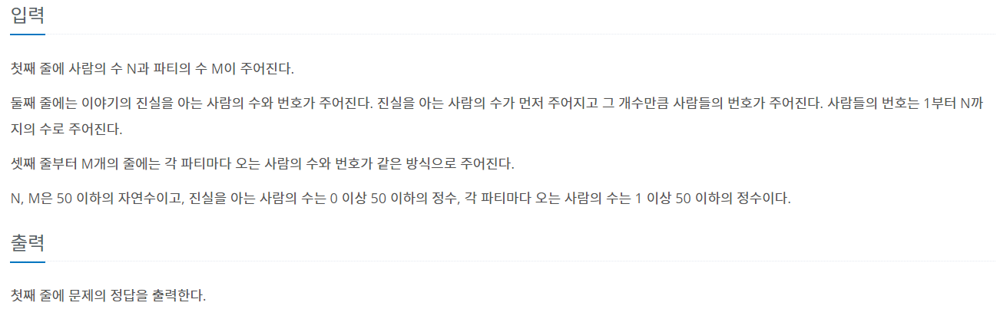 입력
첫째 줄에 사람의 수 N과 파티의 수 M이 주어진다.
둘째 줄에는 이야기의 진실을 아는 사람의 수와 번호가 주어진다. 진실을 아는 사람의 수가 먼저 주어지고 그 개수만큼 사람들의 번호가 주어진다. 사람들의 번호는 1부터 N까
지의 수로 주어진다.
셋째 줄부터 M개의 줄에는 각 파티마다 오는 사람의 수와 번호가 같은 방식으로 주어진다.
N, M은 50 이하의 자연수이고, 진실을 아는 사람의 수는 0 이상 50 이하의 정수, 각 파티마다 오는 사람의 수는 1 이상 50 이하의 정수이다.
출력
첫째 줄에 문제의 정답을 출력한다.